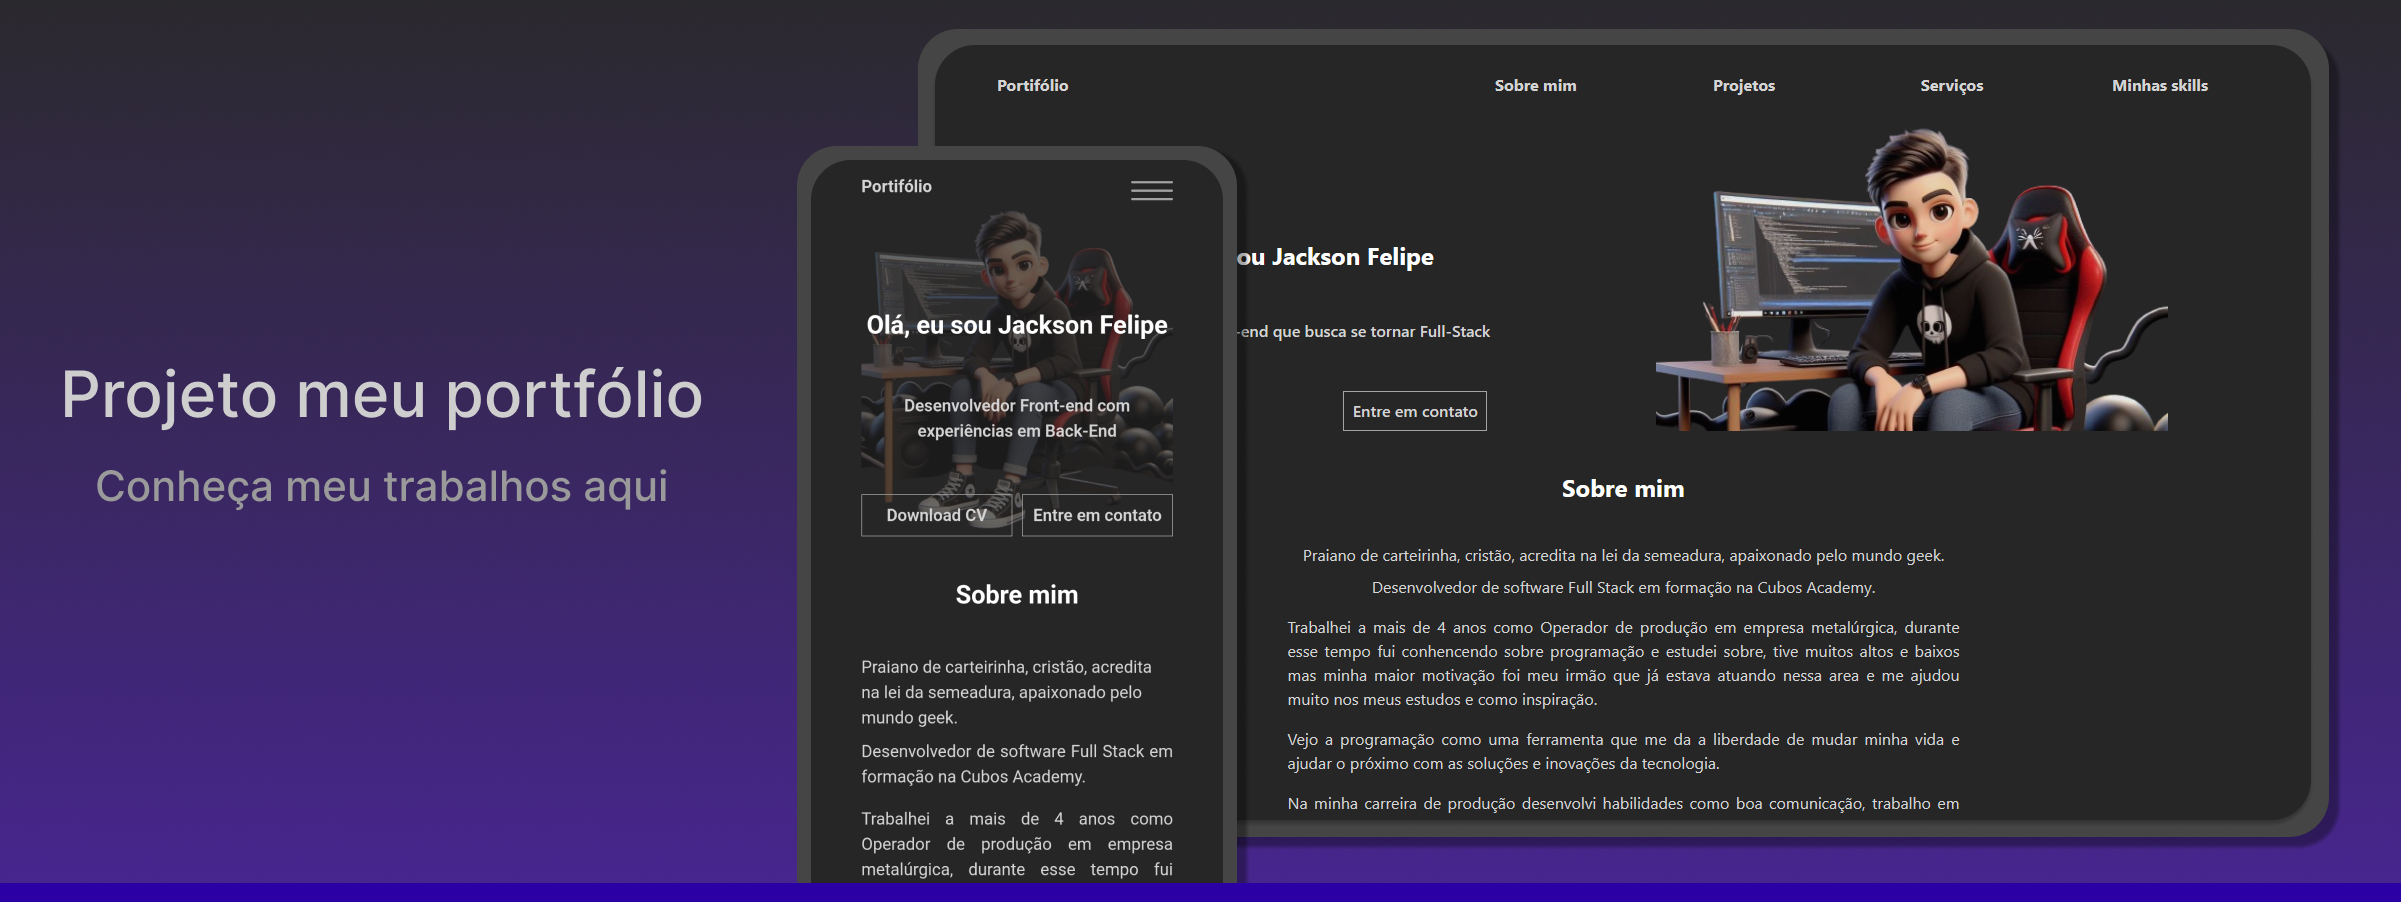 Projeto meu portfólio
Conheça meu trabalhos aqui
Portifólio
Olá, eu sou Jackson Felipe
Desenvolvedor Front-end com
experiências em Back-End
Download CV
Entre em contato
Sobre mim
Praiano de carteirinha, cristão, acredita
na lei da semeadura, apaixonado pelo
mundo geek.
Desenvolvedor de software Full Stack em
formação na Cubos Academy.
Trabalhei a mais de 4 anos como
Operador de produção em empresa
metalúrgica, durante esse tempo fui
Portifólio
Sobre mim
Projetos
Serviços
Minhas skills
ou Jackson Felipe
-end que busca se tornar Full-Stack
Entre em contato
Sobre mim
Praiano de carteirinha, cristão, acredita na lei da semeadura, apaixonado pelo mundo geek.
Desenvolvedor de software Full Stack em formação na Cubos Academy.
Trabalhei a mais de 4 anos como Operador de produção em empresa metalúrgica, durante
esse tempo fui conhencendo sobre programação e estudei sobre, tive muitos altos e baixos
mas minha maior motivação foi meu irmão que já estava atuando nessa area e me ajudou
muito nos meus estudos e como inspiração.
Vejo a programação como uma ferramenta que me da a liberdade de mudar minha vida e
ajudar o próximo com as soluções e inovações da tecnologia.
Na minha carreira de produção desenvolvi habilidades como boa comunicação, trabalho em